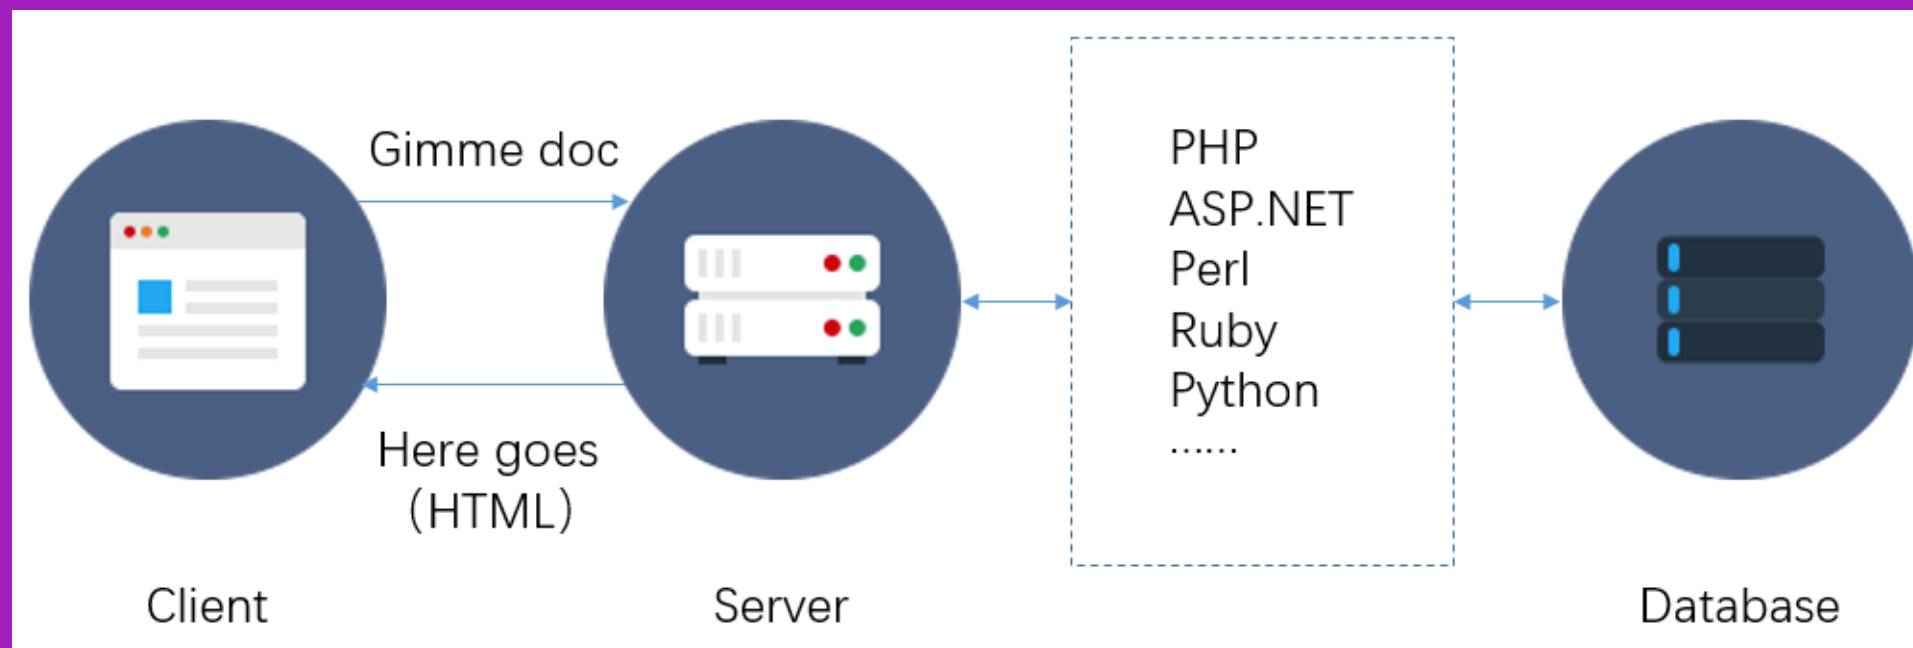 Gimme doc
Here goes
(HTML)
PHP
ASP.NET
Perl
Ruby
Python
......
Client
Server
Database